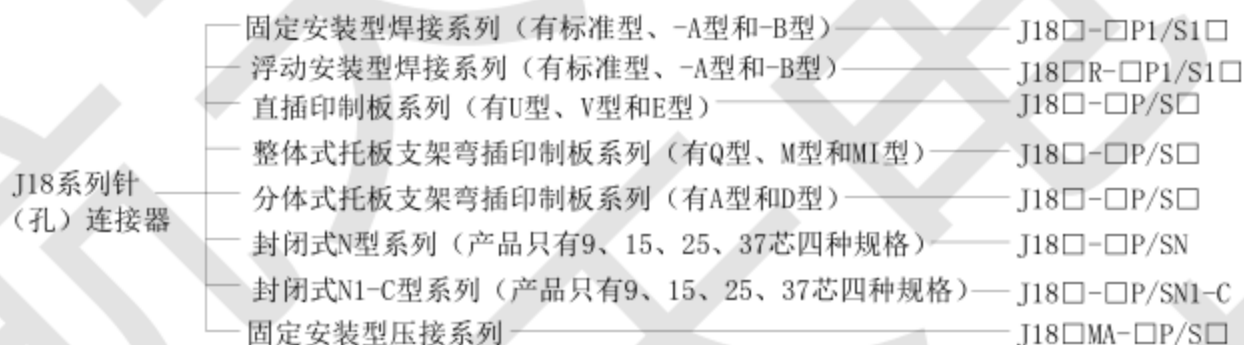 固定安装型焊接系列（有标准型、-A型和-B型） J18□-□P1/S1□
浮动安装型焊接系列（有标准型、-A型和-B型） J18□R-□P1/S1□
直插印制板系列（有U型、V型和E型） J18□-□P/S□
整体式托板支架弯插印制板系列（有Q型、M型和MI型） J18□-□P/S□
J18系列针
（孔）连接器
分体式托板支架弯插印制板系列（有A型和D型） J18□-□P/S□
封闭式N型系列（产品只有9、15、25、37芯四种规格） J18□-□P/SN
封闭式N1-C型系列（产品只有9、15、25、37芯四种规格） J18□-□P/SN1-C
固定安装型压接系列 J18□MA-□P/S□